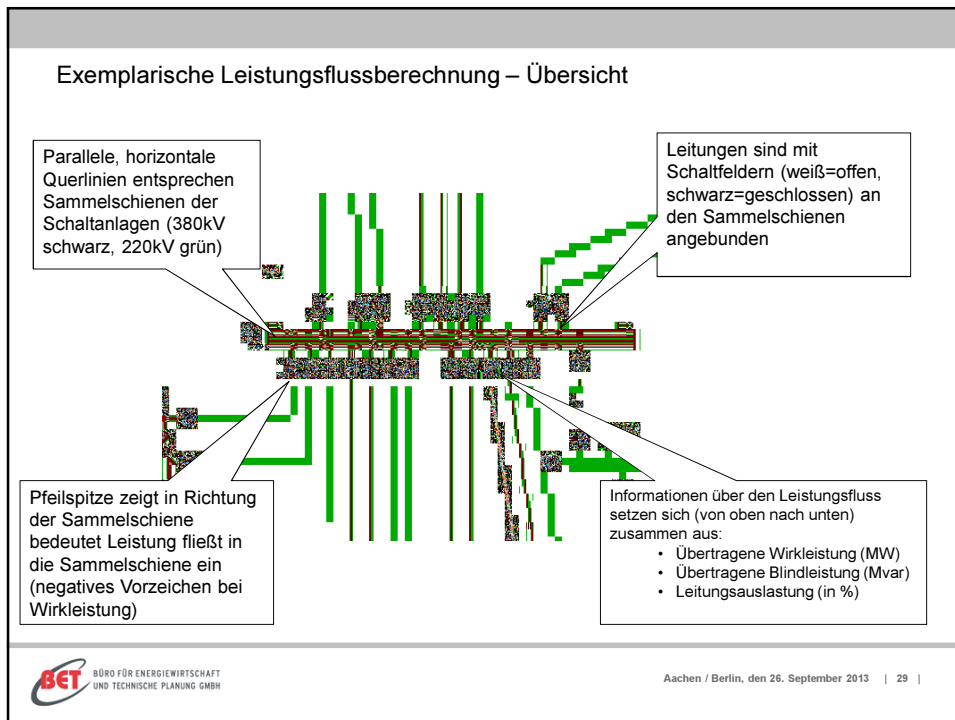 Exemplarische Leistungsflussberechnung – Übersicht
Parallele, horizontale
Querlinien entsprechen
Sammelschienen der
Schaltanlagen (380kV
schwarz, 220kV grün)
Leitungen sind mit
Schaltfeldern (weiß=offen,
schwarz=geschlossen) an
den Sammelschienen
angebunden
Pfeilspitze zeigt in Richtung
der Sammelschiene
bedeutet Leistung fließt in
die Sammelschiene ein
(negatives Vorzeichen bei
Wirkleistung)
Informationen über den Leistungsfluss
setzen sich (von oben nach unten)
zusammen aus:
• Übertragene Wirkleistung (MW)
• Übertragene Blindleistung (Mvar)
• Leitungsauslastung (in %)
BET
BÜRO FÜR ENERGIEWIRTSCHAFT
UND TECHNISCHE PLANUNG GMBH
Aachen / Berlin, den 26. September 2013 | 29 |